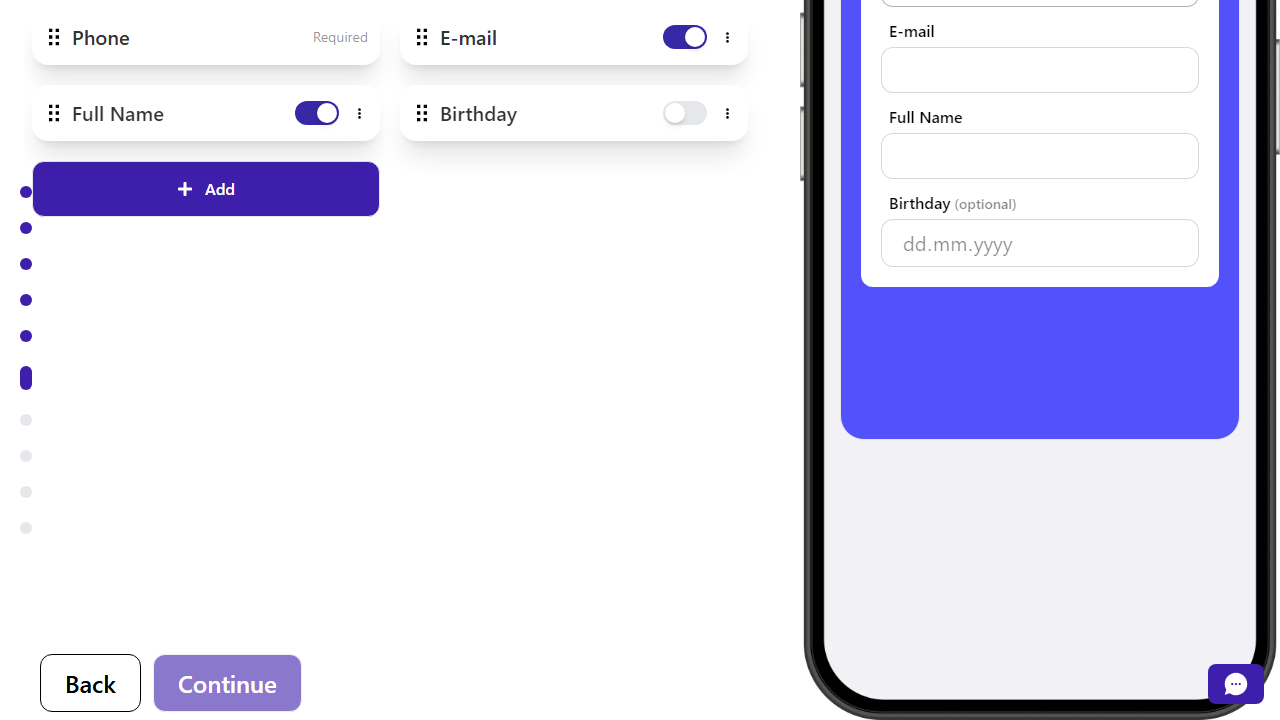 Phone
Required
E-mail
Full Name
Birthday
Add
Back
Continue
E-mail
Full Name
Birthday (optional)
dd.mm.yyyy